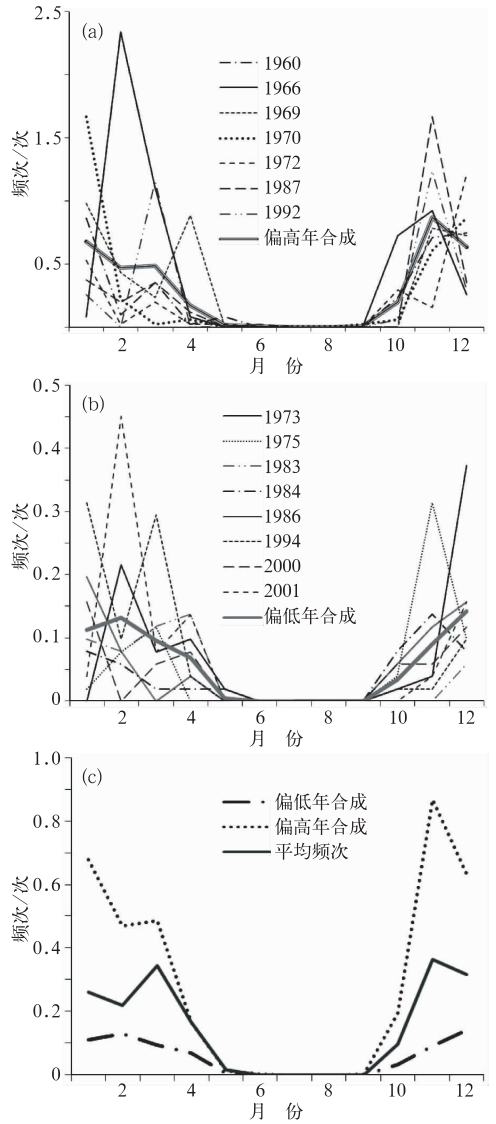 2.5
(a)
1960
1966
1969
1.5
1970
1972
1987
1992
偏高年合成
0.5
频次/次
2 4 6 8 10 12
月 份
0.5
(b)
1973
1975
0.4
1983
1984
0.3
1986
1994
2000
0.2
2001
偏低年合成
0.1
0
频次/次
2 4 6 8 10 12
月 份
1.0
(c)
偏低年合成
0.8
偏高年合成
平均频次
0.6
0.4
0.2
0
频次/次
2 4 6 8 10 12
月 份